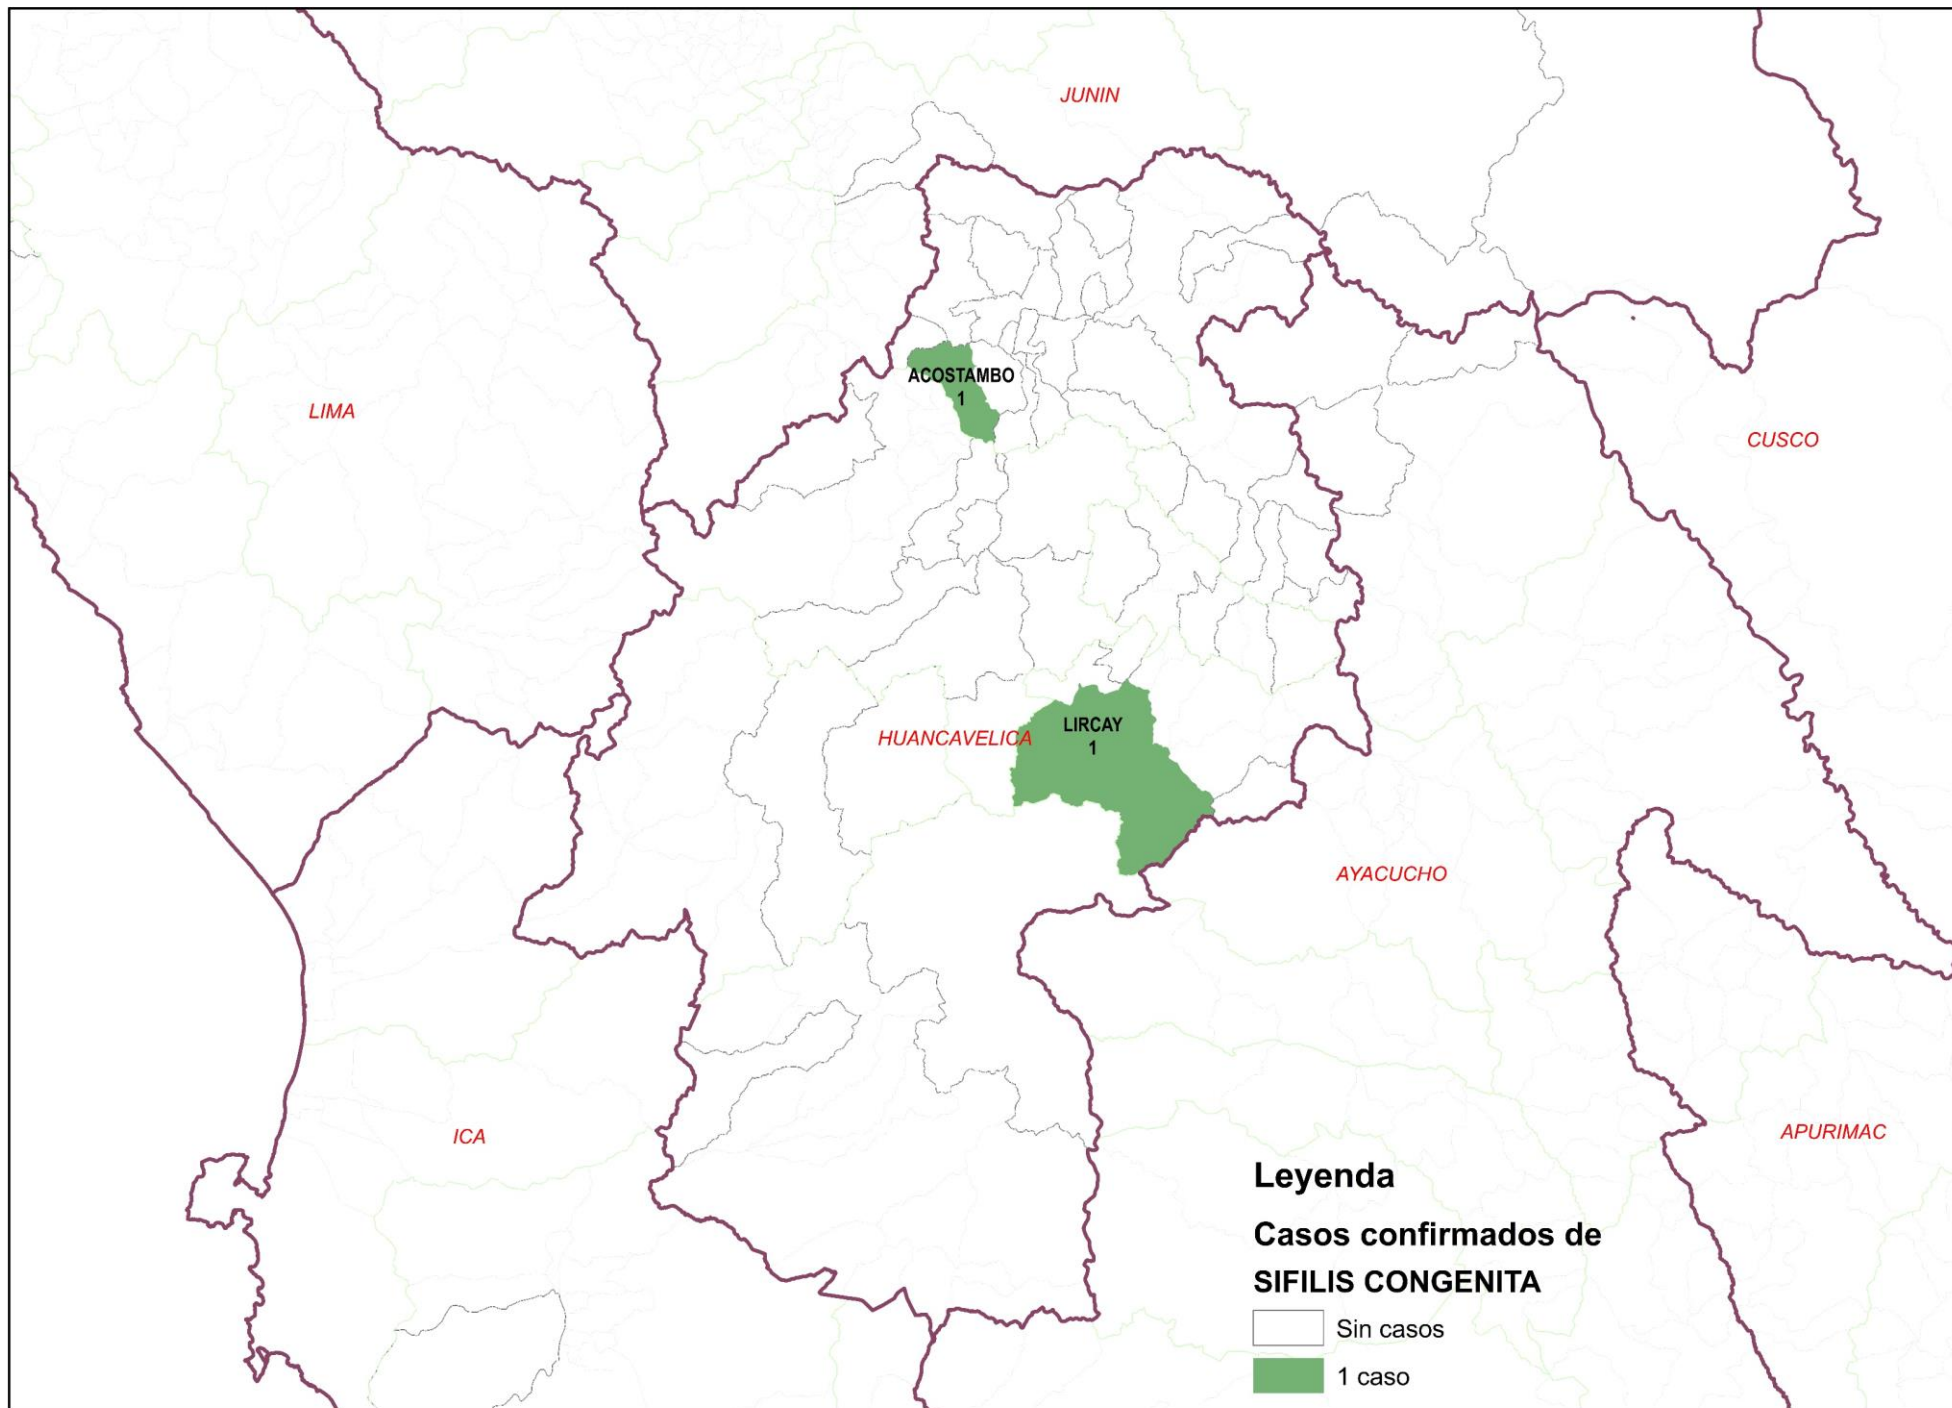 JUNIN
ACOSTAMBO
1
LIMA
CUSCO
LIRCAY
1
HUANCAVELICA
AYACUCHO
ICA
APURIMAC
Leyenda
Casos confirmados de
SIFILIS CONGENITA
Sin casos
1 caso